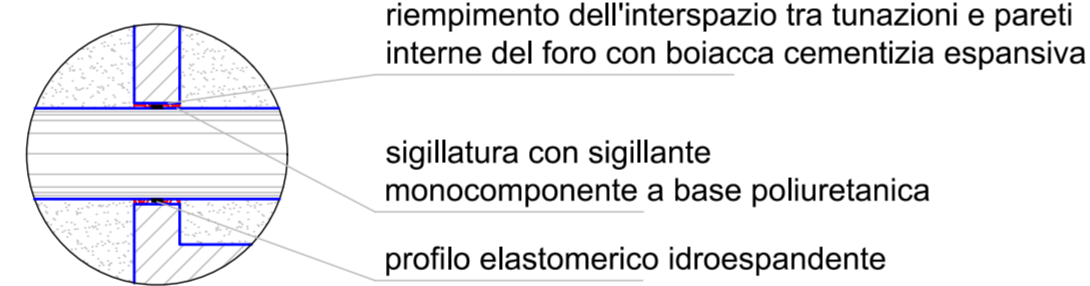 riempimento dell'interspazio tra tunazioni e pareti
interne del foro con boiacca cementizia espansiva
sigillatura con sigillante
monocomponente a base poliuretanica
profilo elastomerico idroespandente